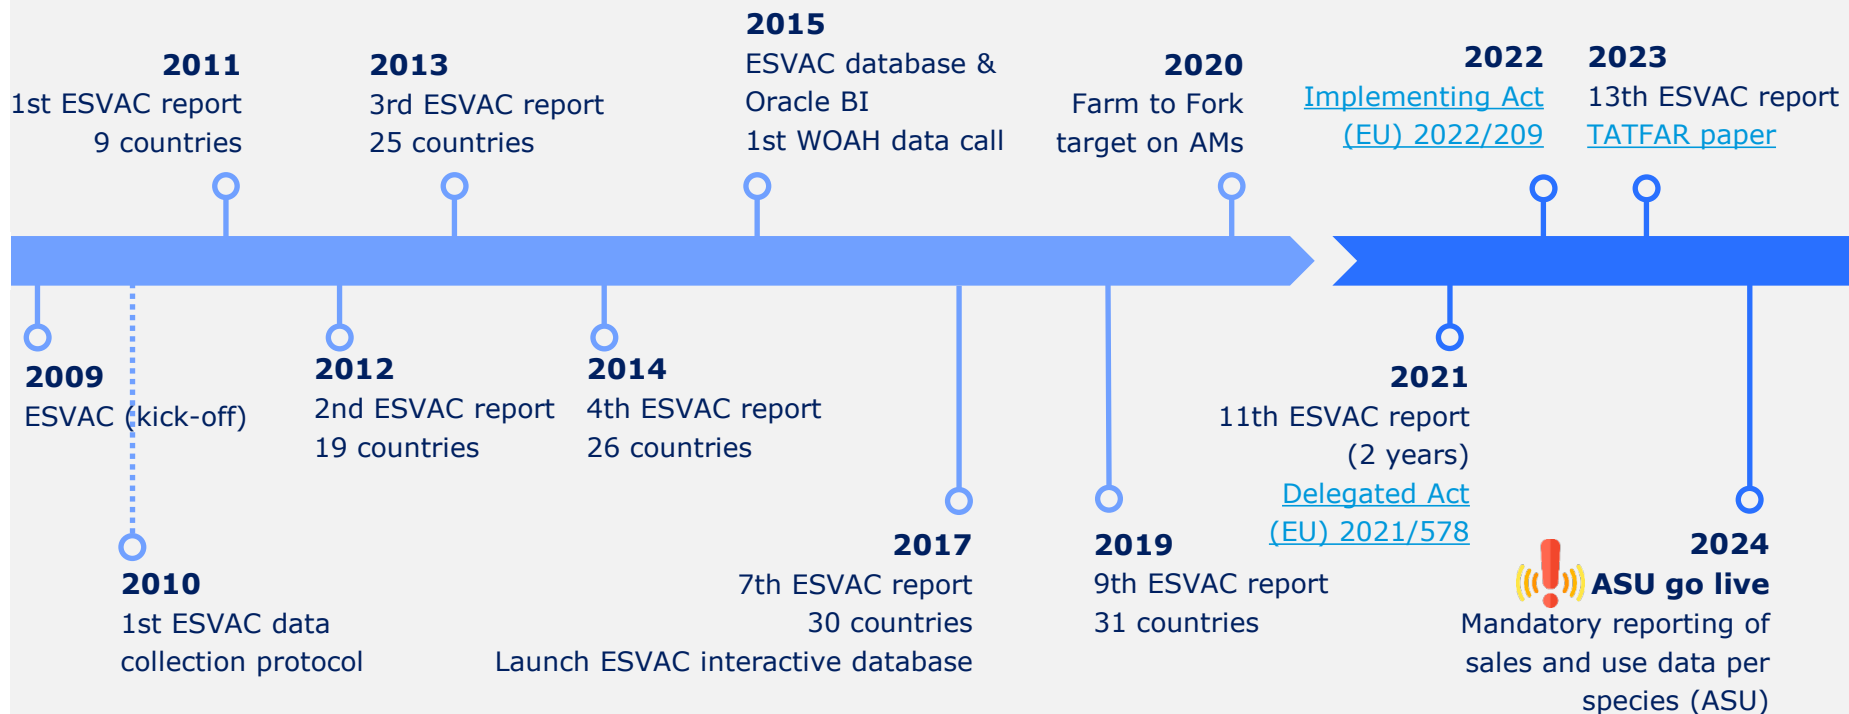 2011
1st ESVAC report
9 countries
2013
3rd ESVAC report
25 countries
2015
ESVAC database &
Oracle BI
1st WOAH data call
2020
Farm to Fork
target on AMs
2022
Implementing Act
(EU) 2022/209
2023
13th ESVAC report
TATFAR paper
2009
ESVAC (kick-off)
2010
1st ESVAC data
collection protocol
2012
2nd ESVAC report
19 countries
2014
4th ESVAC report
26 countries
2017
7th ESVAC report
30 countries
Launch ESVAC interactive database
2019
9th ESVAC report
31 countries
2021
11th ESVAC report
(2 years)
Delegated Act
(EU) 2021/578
2024
ASU go live
Mandatory reporting of
sales and use data per
species (ASU)